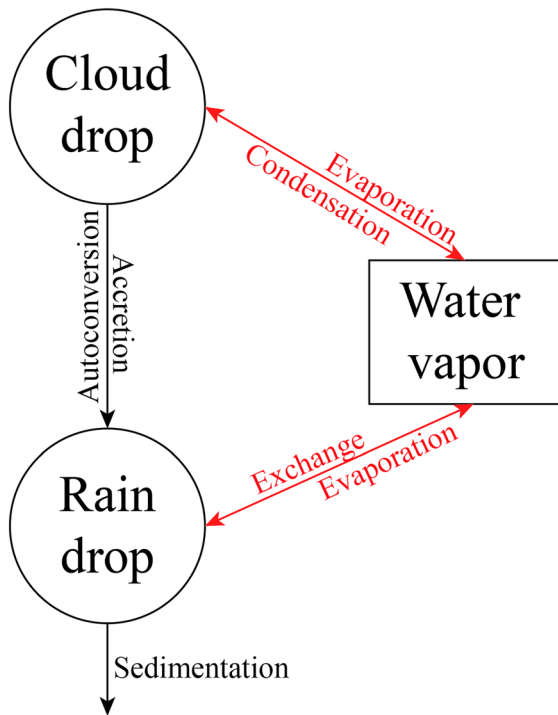 Cloud
drop
Evaporation
Condensation
Autoconversion
Accretion
Water
vapor
Exchange
Evaporation
Rain
drop
Sedimentation